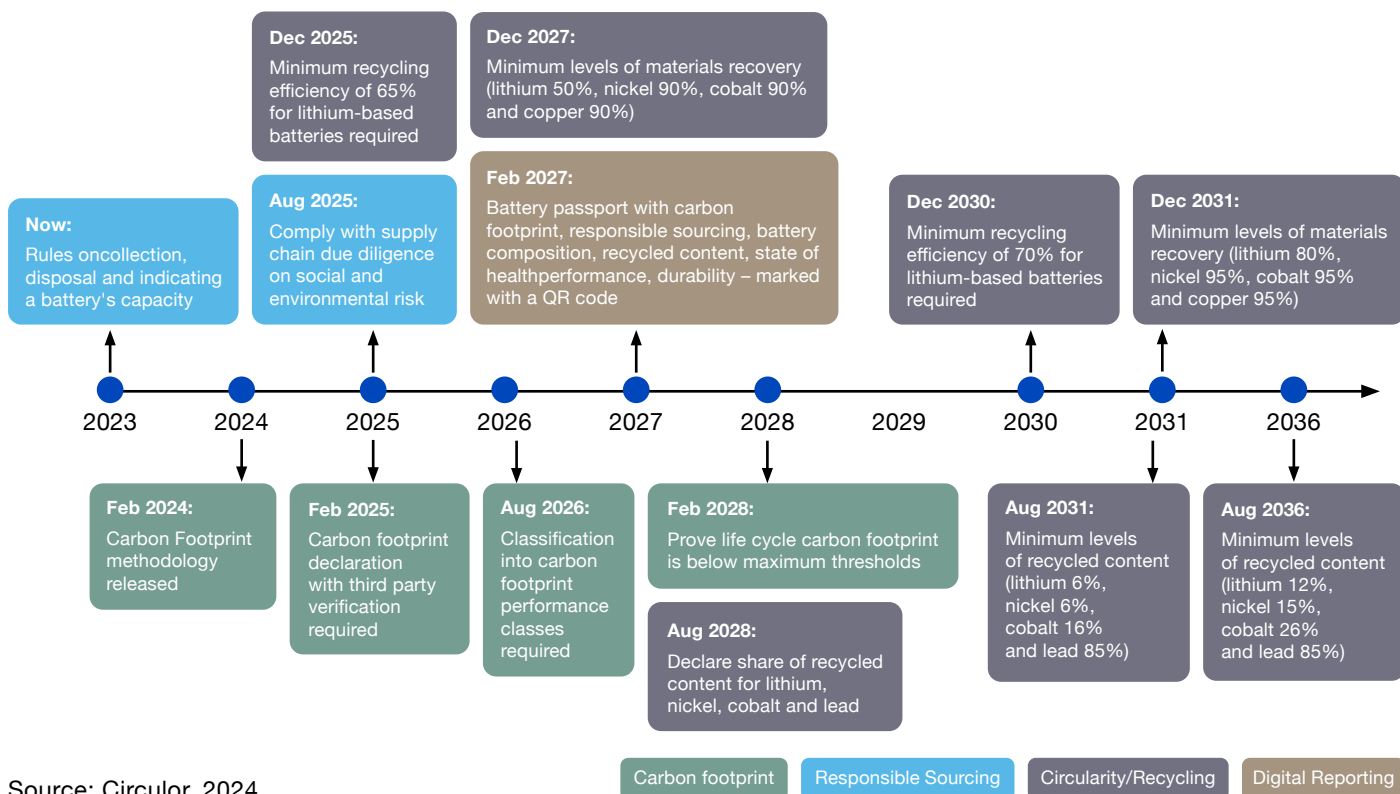 Dec 2025:
Minimum recycling
efficiency of 65%
for lithium-based
batteries required
Dec 2027:
Minimum levels of materials recovery
(lithium 50%, nickel 90%, cobalt 90%
and copper 90%)
Now:
Rules oncollection,
disposal and indicating
a battery's capacity
Aug 2025:
Comply with supply
chain due diligence
on social and
environmental risk
Feb 2027:
Battery passport with carbon
footprint, responsible sourcing, battery
composition, recycled content, state of
healthperformance, durability – marked
with a QR code
Dec 2030:
Minimum recycling
efficiency of 70% for
lithium-based batteries
required
Dec 2031:
Minimum levels of materials
recovery (lithium 80%,
nickel 95%, cobalt 95%
and copper 95%)
2023 2024 2025 2026 2027 2028 2029 2030 2031 2036
Feb 2024:
Carbon Footprint
methodology
released
Feb 2025:
Carbon footprint
declaration
with third party
verification
required
Aug 2026:
Classification
into carbon
footprint
performance
classes
required
Feb 2028:
Prove life cycle carbon footprint
is below maximum thresholds
Aug 2028:
Declare share of recycled
content for lithium,
nickel, cobalt and lead
Aug 2031:
Minimum levels
of recycled content
(lithium 6%,
nickel 6%,
cobalt 16%
and lead 85%)
Aug 2036:
Minimum levels
of recycled content
(lithium 12%,
nickel 15%,
cobalt 26%
and lead 85%)
Source: Circulor, 2024
Carbon footprint
Responsible Sourcing
Circularity/Recycling
Digital Reporting